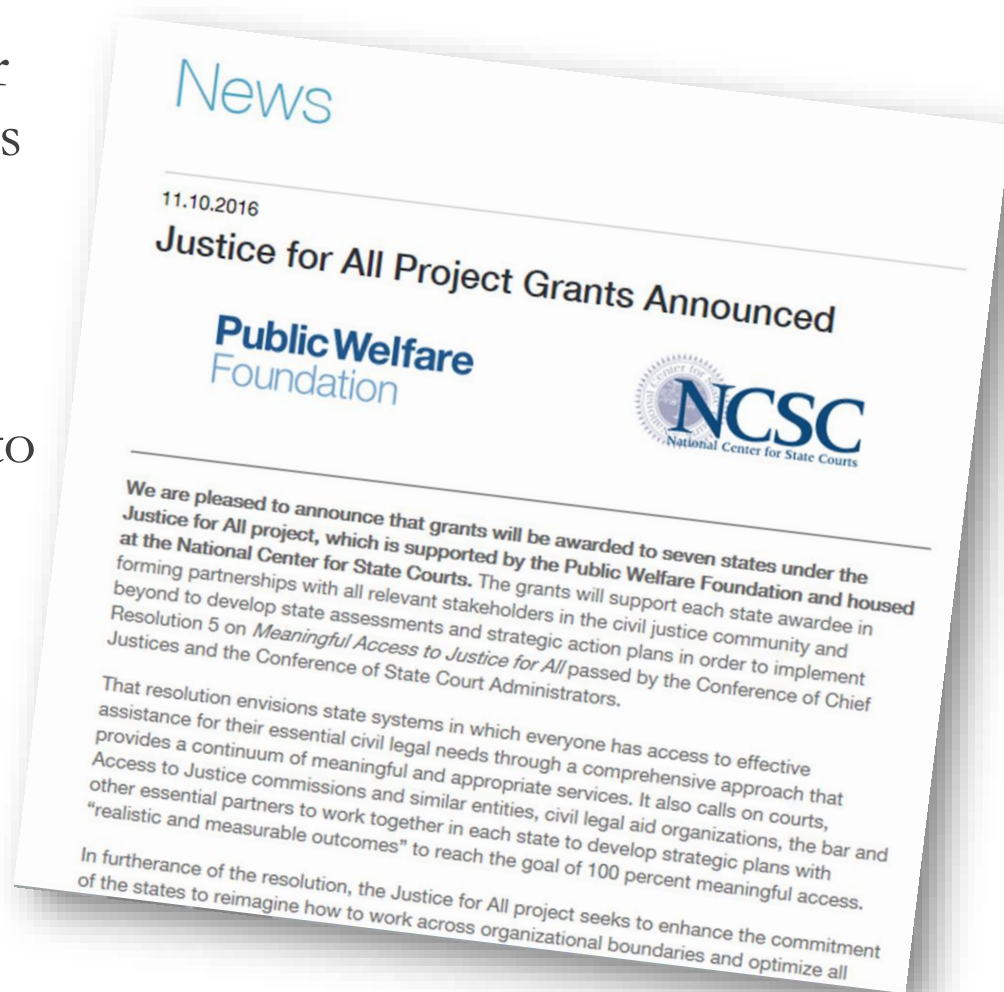 r
s
to
News
11.10.2016
Justice for All Project Grants Announced
Public Welfare
Foundation
NCSC
National Center for State Courts
We are pleased to announce that grants will be awarded to seven states under the
Justice for All project, which is supported by the Public Welfare Foundation and housed
at the National Center for State Courts. The grants will support each state awardee in
forming partnerships with all relevant stakeholders in the civil justice community and
beyond to develop state assessments and strategic action plans in order to implement
Resolution 5 on Meaningful Access to Justice for All passed by the Conference of Chief
Justices and the Conference of State Court Administrators.
That resolution envisions state systems in which everyone has access to effective
assistance for their essential civil legal needs through a comprehensive approach that
provides a continuum of meaningful and appropriate services. It also calls on courts,
Access to Justice commissions and similar entities, civil legal aid organizations, the bar and
other essential partners to work together in each state to develop strategic plans with
“realistic and measurable outcomes” to reach the goal of 100 percent meaningful access.
In furtherance of the resolution, the Justice for All project seeks to enhance the commitment
of the states to reimagine how to work across organizational boundaries and optimize all